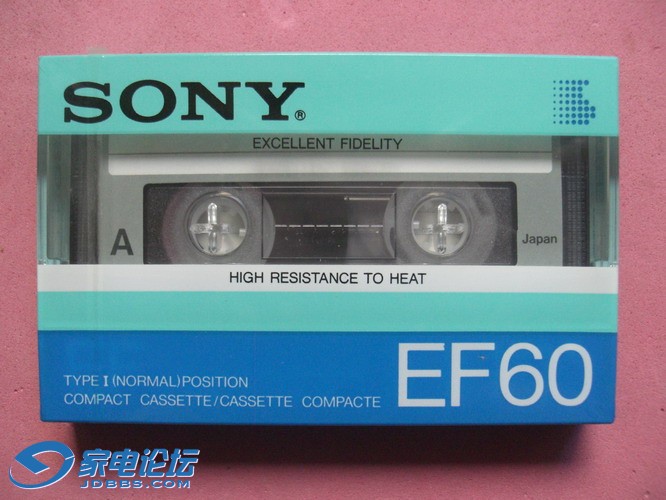 SONY®
EXCELLENT FIDELITY
A
Japan
HIGH RESISTANCE TO HEAT
TYPE I (NORMAL) POSITION
COMPACT CASSETTE/CASSETTE COMPACTE
EF60
家电论坛
JDBBS.COM